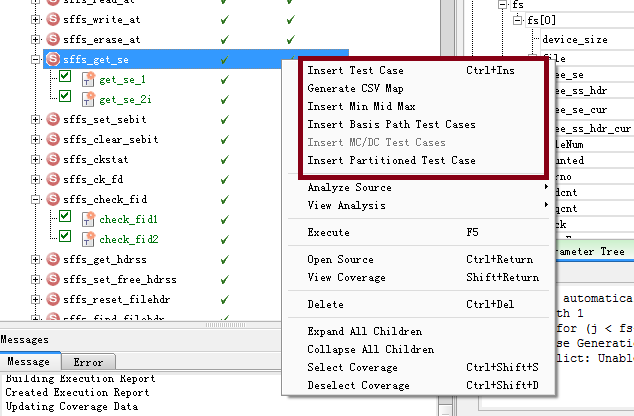 sffs_read_at
sffs_write_at
sffs_erase_at
sffs_get_se
get_se_1
get_se_2i
sffs_set_sebit
sffs_clear_sebit
sffs_ckstat
sffs_ck_fd
sffs_check_fid
check_fid1
check_fid2
sffs_get_hdrss
sffs_set_free_hdrss
sffs_reset_filehdr
sffs_find_filehdr
Insert Test Case Ctrl+Ins
Generate CSV Map
Insert Min Mid Max
Insert Basis Path Test Cases
Insert MC/DC Test Cases
Insert Partitioned Test Case
Analyze Source
View Analysis
Execute F5
Open Source Ctrl+Return
View Coverage Shift+Return
Delete Ctrl+Del
Expand All Children
Collapse All Children
Select Coverage Ctrl+Shift+S
Deselect Coverage Ctrl+Shift+D
fs
fs[0]
device_size
file
ee_se
ee_ss_hdr
ee_se_cur
ee_ss_hdr_cur
leNum
unted
rno
dcnt
qcnt
ck
rameter Tree
automatica
th 1
for (j < fs
se Generatio
lict: Unabl
Messages
Message Error
Building Execution Report
Created Execution Report
Updating Coverage Data